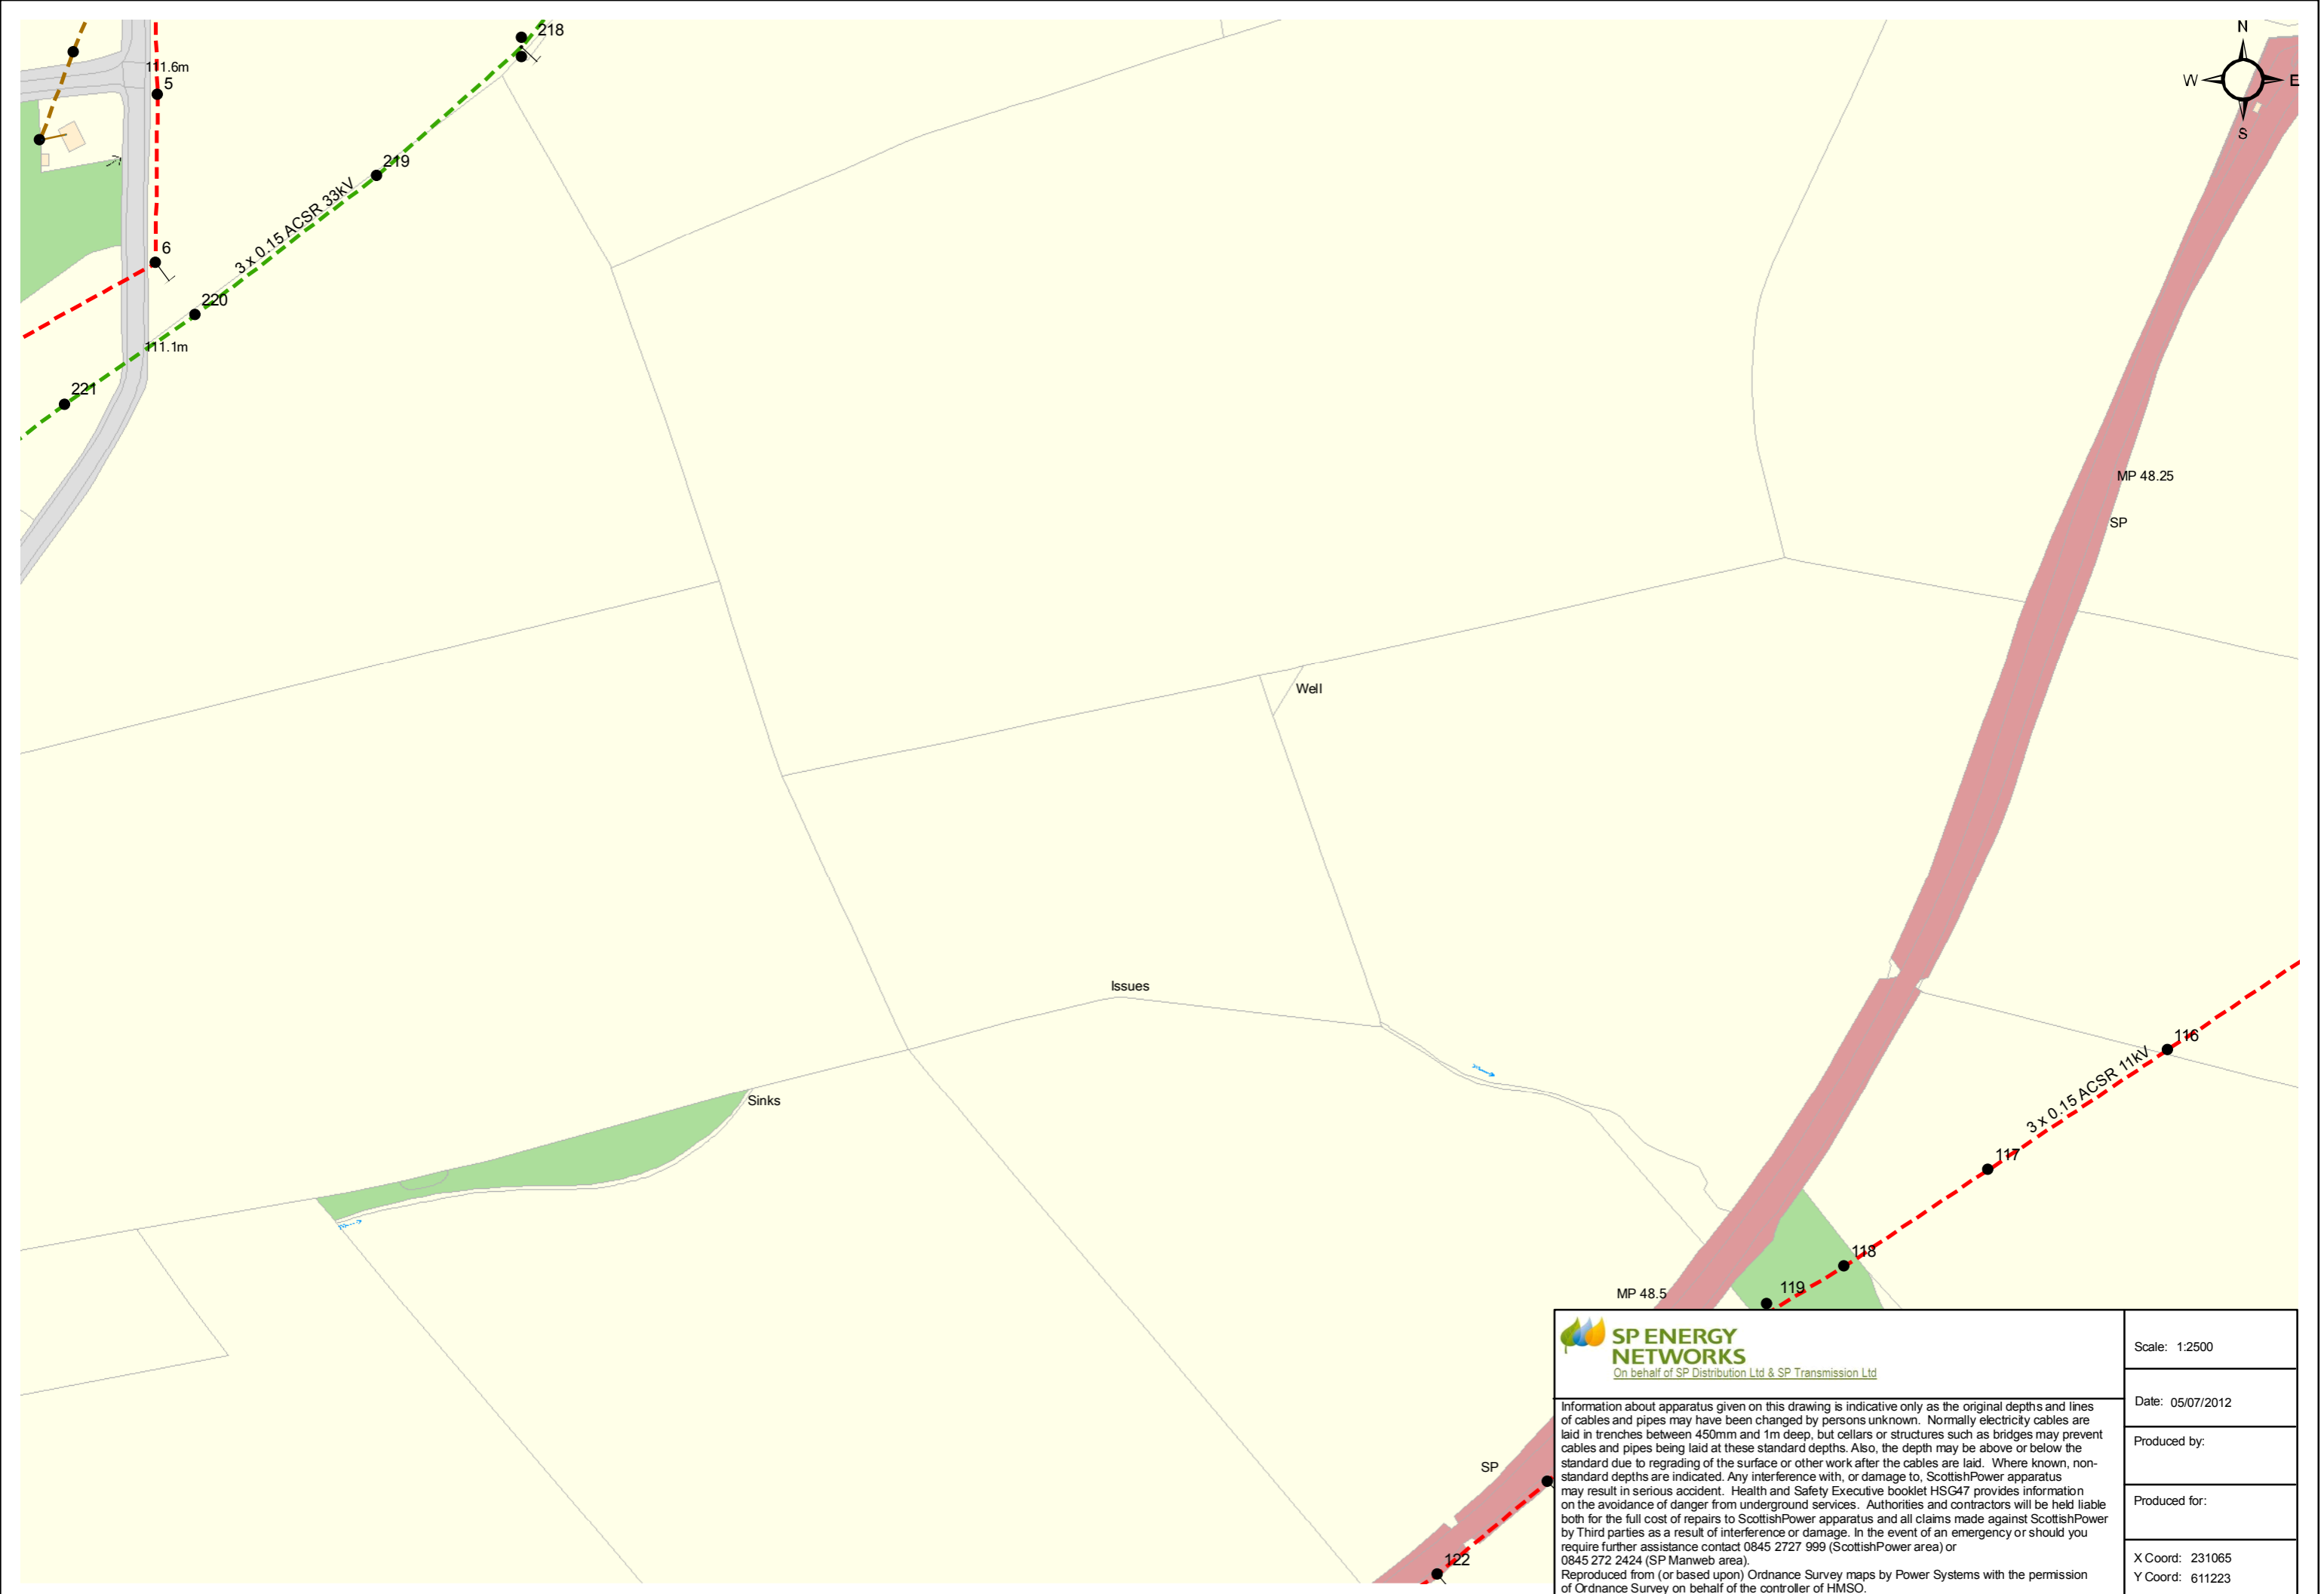 218
N
W
E
S
111.6m
5
219
3 x 0.15 ACSR 33kV
6
220
111.1m
221
MP 48.25
SP
Well
Issues
116
3 x 0.15 ACSR 11kV
Sinks
117
118
119
MP 48.5
SP
122
SP ENERGY
NETWORKS
On behalf of SP Distribution Ltd & SP Transmission Ltd
Information about apparatus given on this drawing is indicative only as the original depths and lines
of cables and pipes may have been changed by persons unknown. Normally electricity cables are
laid in trenches between 450mm and 1m deep, but cellars or structures such as bridges may prevent
cables and pipes being laid at these standard depths. Also, the depth may be above or below the
standard due to regrading of the surface or other work after the cables are laid. Where known, non-
standard depths are indicated. Any interference with, or damage to, ScottishPower apparatus
may result in serious accident. Health and Safety Executive booklet HSG47 provides information
on the avoidance of danger from underground services. Authorities and contractors will be held liable
both for the full cost of repairs to ScottishPower apparatus and all claims made against ScottishPower
by Third parties as a result of interference or damage. In the event of an emergency or should you
require further assistance contact 0845 2727 999 (ScottishPower area) or
0845 272 2424 (SP Manweb area).
Reproduced from (or based upon) Ordnance Survey maps by Power Systems with the permission
of Ordnance Survey on behalf of the controller of HMSO.
Scale: 1:2500
Date: 05/07/2012
Produced by:
Produced for:
X Coord: 231065
Y Coord: 611223